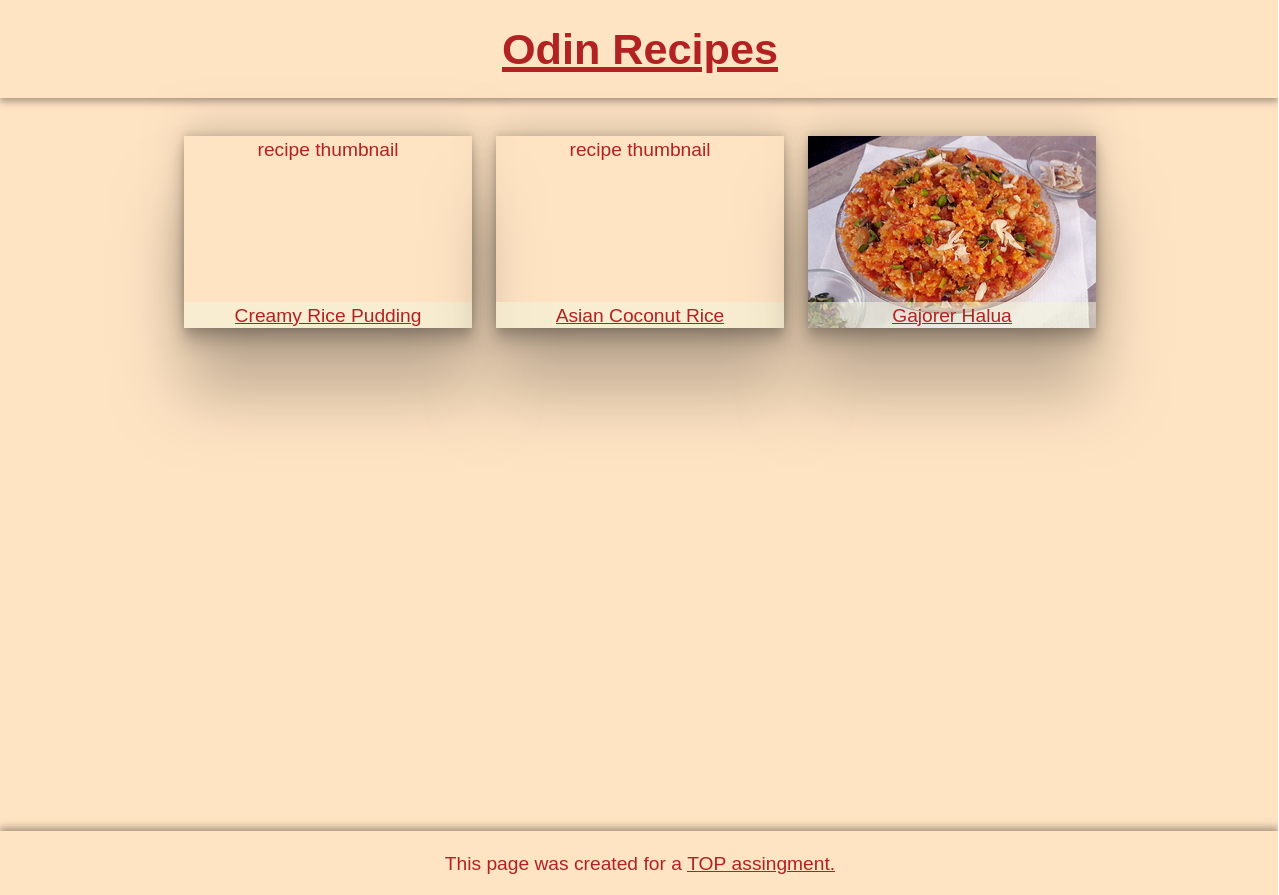 Odin Recipes
recipe thumbnail
recipe thumbnail
Creamy Rice Pudding
Asian Coconut Rice
Gajorer Halua
This page was created for a TOP assingment.